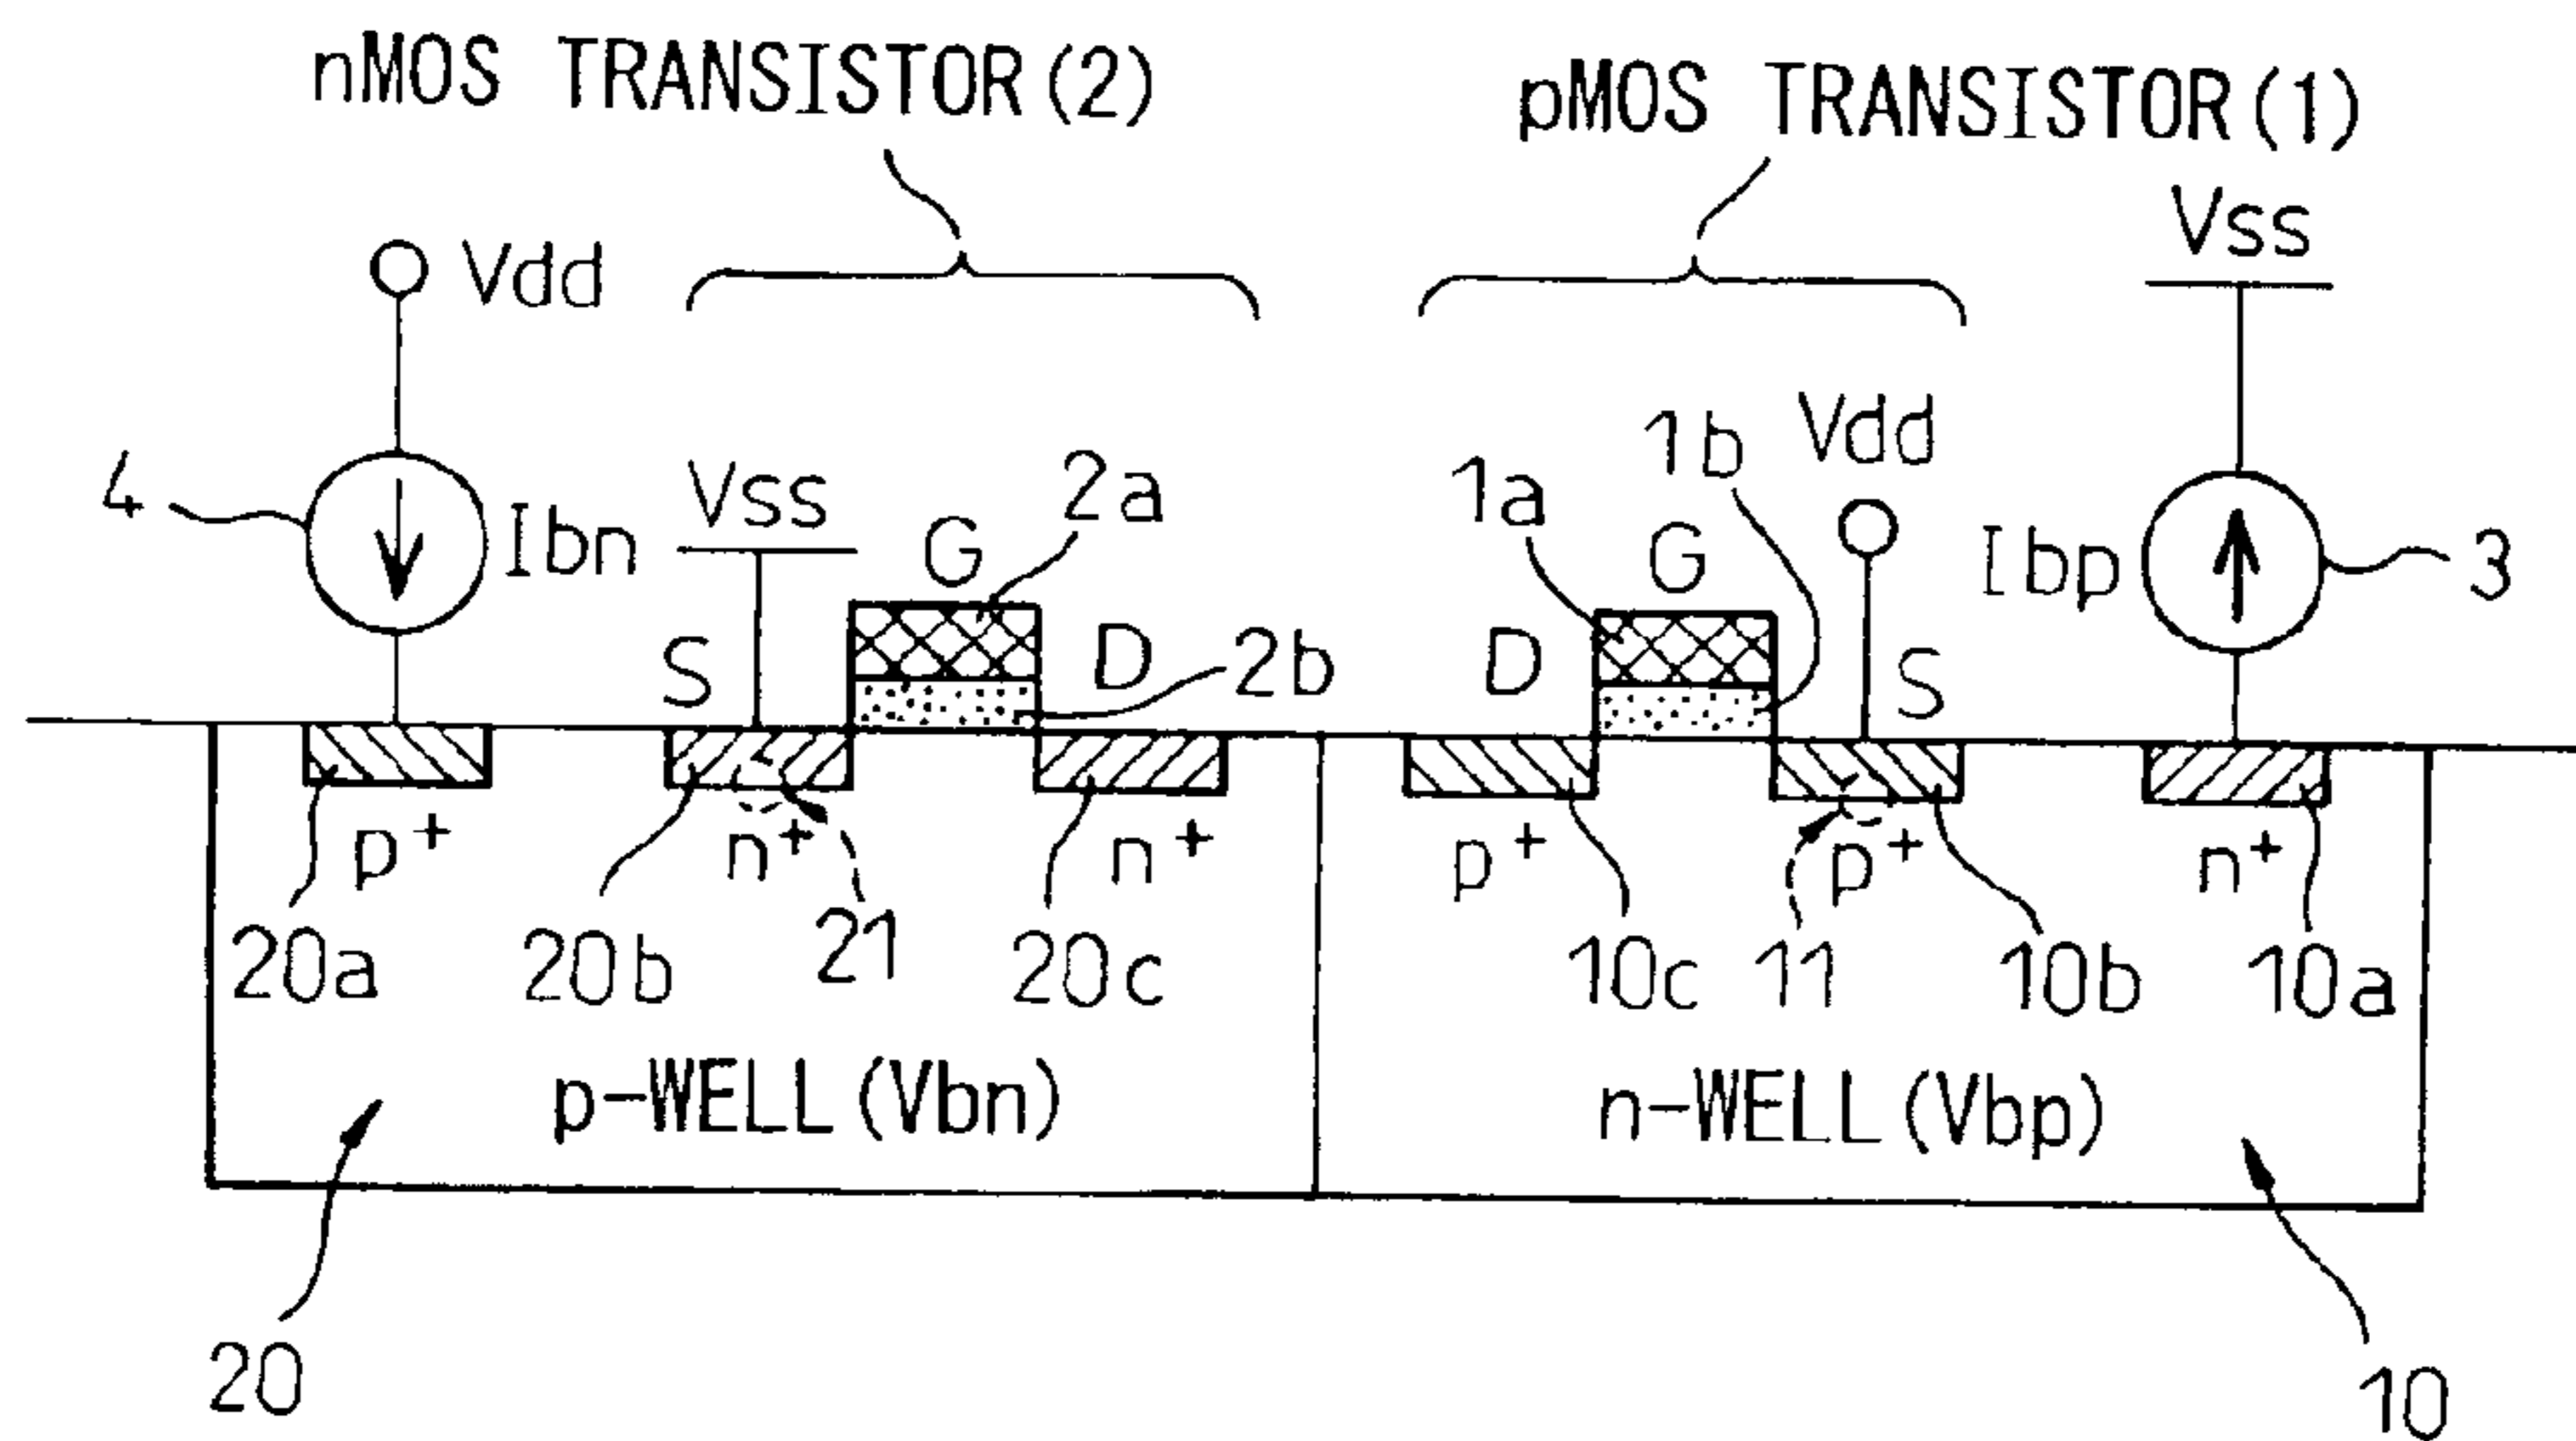 nMOS TRANSISTOR(2)
pMOS TRANSISTOR(1)
Vss
Vdd
Vdd
1b
4
Ibn
Vss
2a
1a
G
G
Ibp
3
S
D
2b
D
S
p+
n+
n+
p+
p+
n+
20a
20b
21
20c
10c
11
10b
10a
p-WELL(Vbn)
n-WELL(Vbp)
20
10